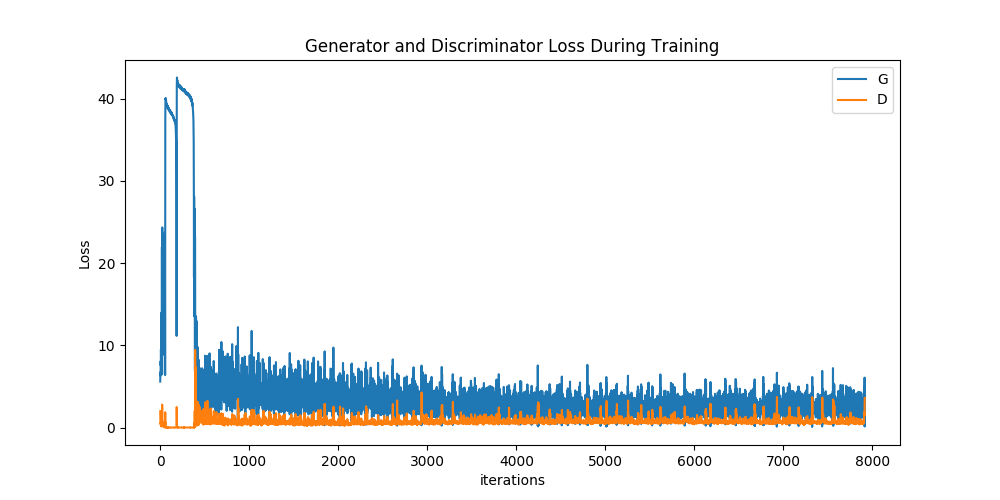 Generator and Discriminator Loss During Training
G
D
40
30
20
10
0
Loss
0 1000 2000 3000 4000 5000 6000 7000 8000
iterations